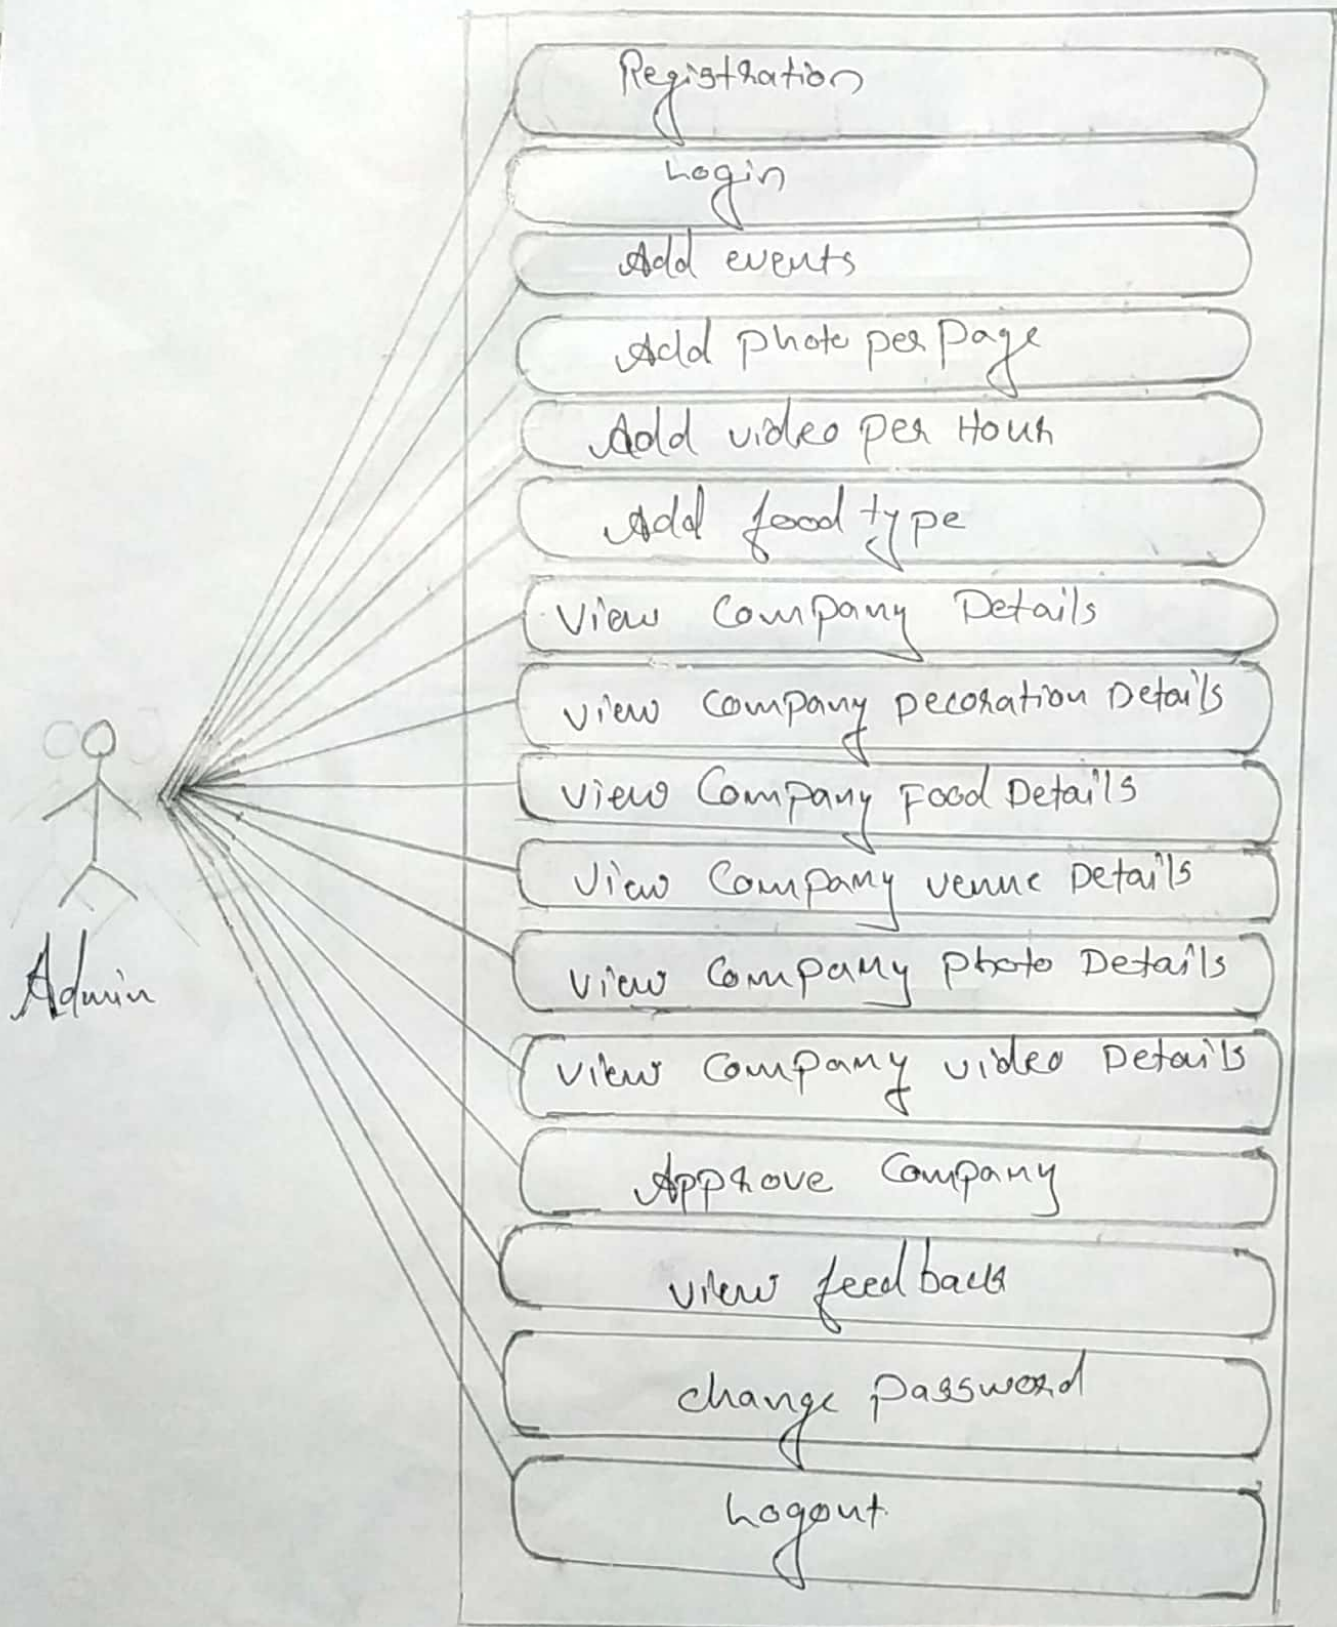 Registration
Login
Add events
Add photo per page
Add video per Hour
Add food type
View Company Details
View Company Decoration Details
View Company Food Details
View Company venue Details
View Company photo Details
View Company video Details
Approve Company
View feedback
change password
Logout
Admin